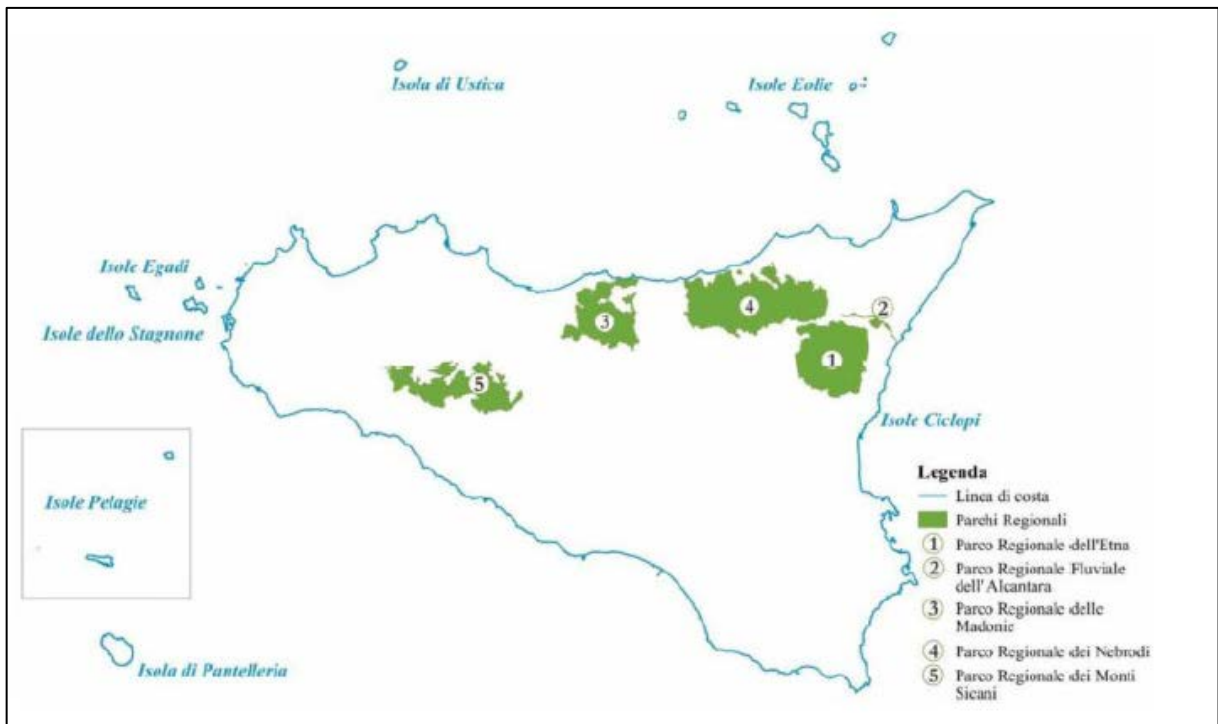 Isola di Ustica
Isole Eolie
Isole Egadi
Isole dello Stagnone
3
4
2
1
5
Isole Ciclopi
Isole Pelagie
Isola di Pantelleria
Legenda
Linea di costa
Parchi Regionali
1 Parco Regionale dell'Etna
2 Parco Regionale Fluviale
dell'Alcantara
3 Parco Regionale delle
Madonie
4 Parco Regionale dei Nebrodi
5 Parco Regionale dei Monti
Sicani